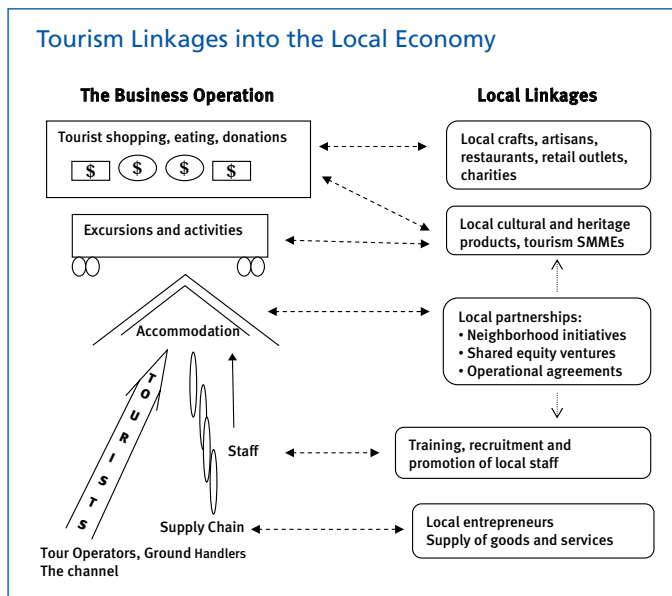 Tourism Linkages into the Local Economy
The Business Operation
Local Linkages
Tourist shopping, eating, donations
$ $ $ $
Local crafts, artisans,
restaurants, retail outlets,
charities
Excursions and activities
Local cultural and heritage
products, tourism SMMEs
Accommodation
Local partnerships:
• Neighborhood initiatives
• Shared equity ventures
• Operational agreements
TOURISTS
Staff
Training, recruitment and
promotion of local staff
Supply Chain
Local entrepreneurs
Supply of goods and services
Tour Operators, Ground Handlers
The channel